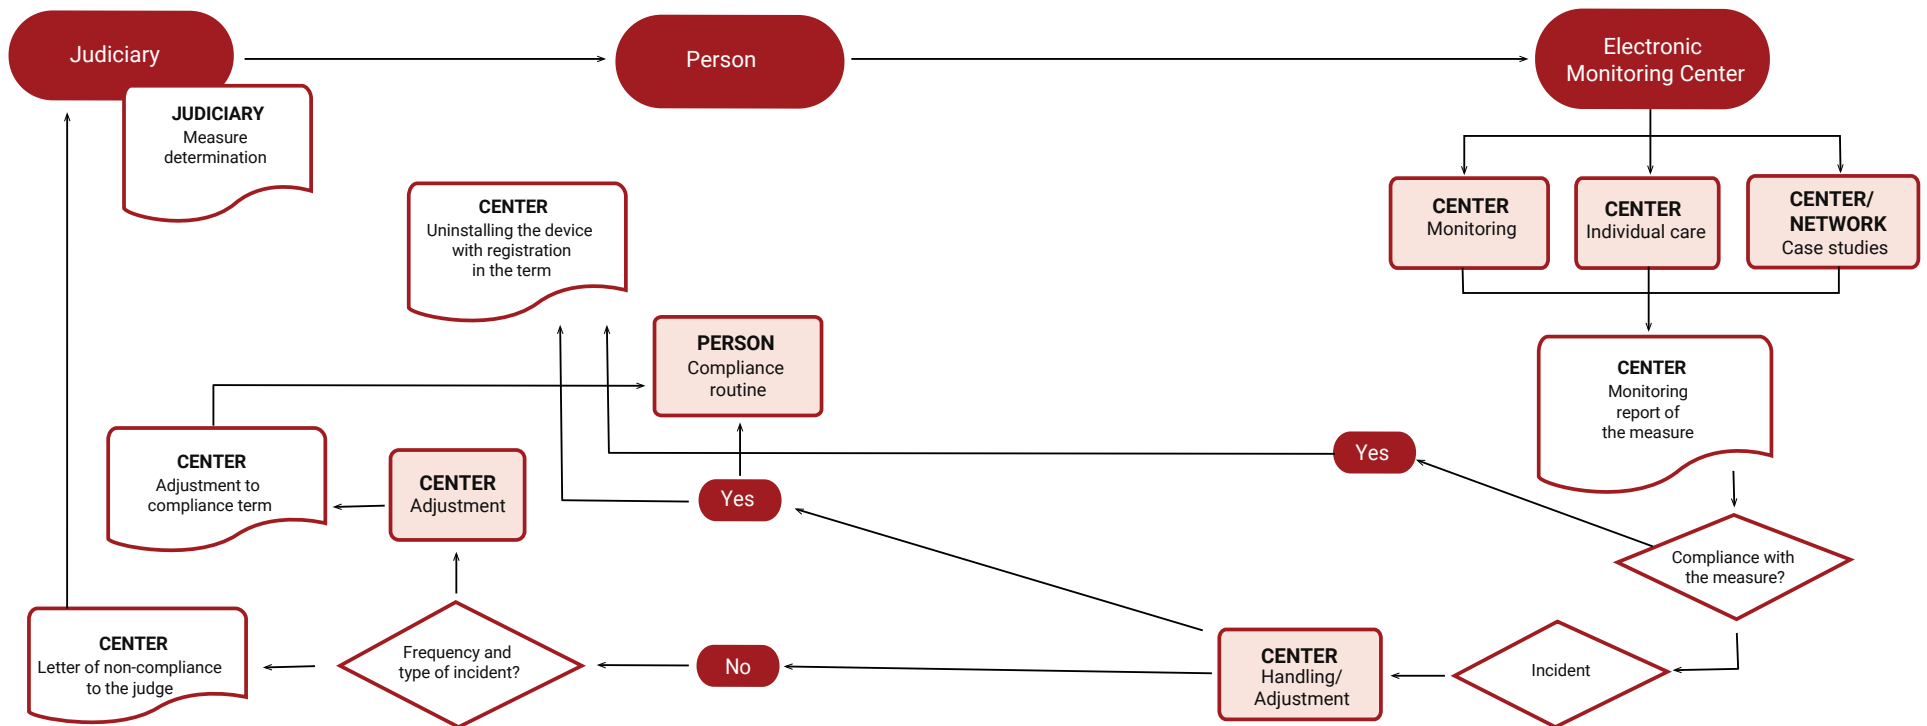 Judiciary
Person
Electronic
Monitoring Center
JUDICIARY
Measure
determination
CENTER
Uninstalling the device
with registration
in the term
CENTER
Monitoring
CENTER
Individual care
CENTER/
NETWORK
Case studies
PERSON
Compliance
routine
CENTER
Monitoring
report of
the measure
Yes
CENTER
Adjustment to
compliance term
CENTER
Adjustment
Yes
Compliance with
the measure?
CENTER
Letter of non-compliance
to the judge
Frequency and
type of incident?
No
CENTER
Handling/
Adjustment
Incident